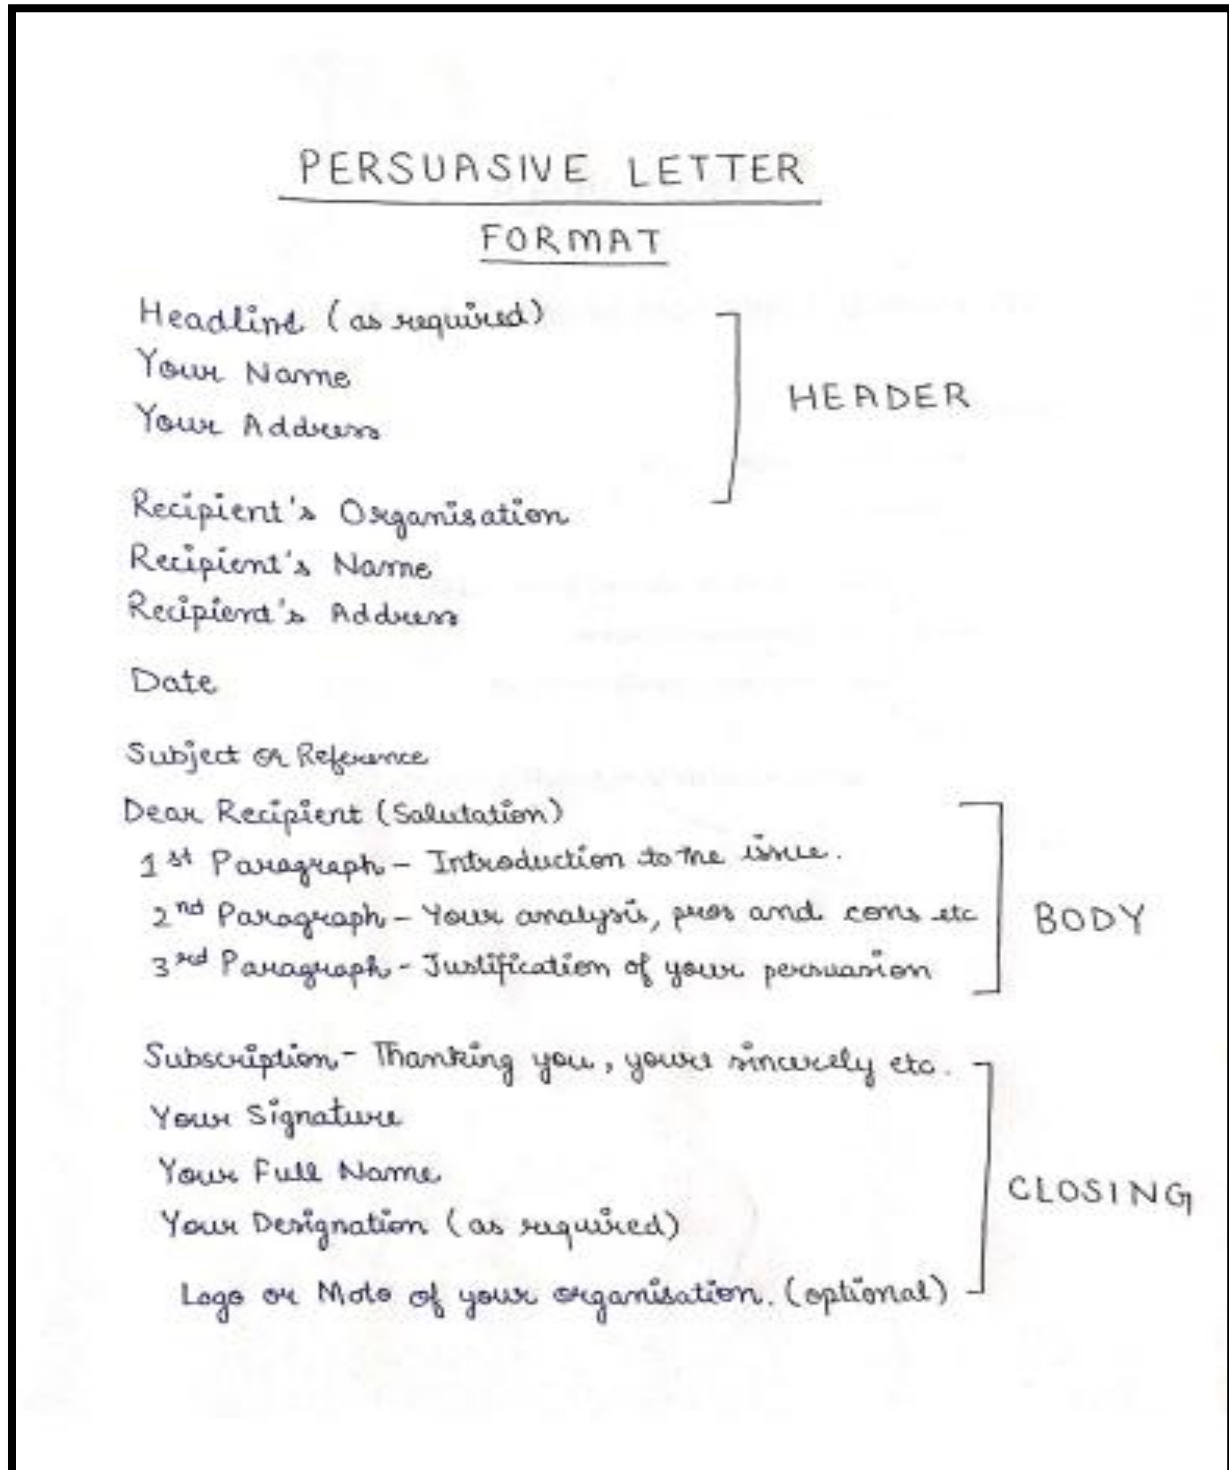 PERSUASIVE LETTER
FORMAT
Headline (as required)
Your Name
Your Address
HEADER
Recipient's Organisation
Recipient's Name
Recipient's Address
Date
Subject or Reference
Dear Recipient (Salutation)
1st Paragraph - Introduction to the issue.
2nd Paragraph - Your analysis, pros and cons etc
3rd Paragraph - Justification of your persuasion
BODY
Subscription - Thanking you, yours sincerely etc.
Your Signature
Your Full Name
Your Designation (as required)
CLOSING
Logo or Moto of your organisation. (optional)